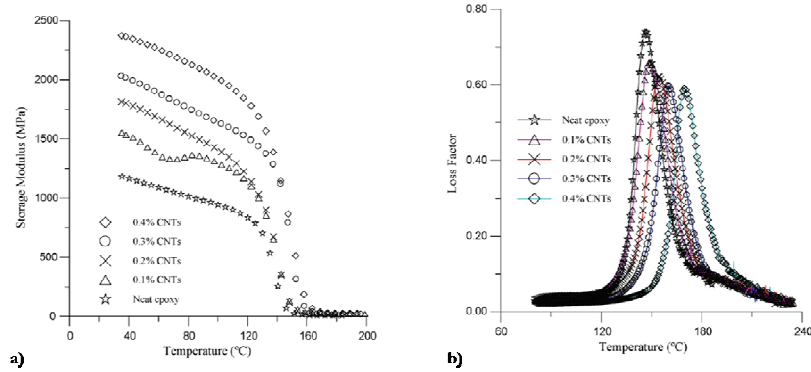 2500
2000
1500
1000
500
0
Storage Modulus (MPa)
0.4% CNTs
0.3% CNTs
0.2% CNTs
0.1% CNTs
Neat epoxy
0 40 80 120 160 200
Temperature (°C)
a)
0.80
0.60
0.40
0.20
0.00
Loss Factor
Neat epoxy
0.1% CNTs
0.2% CNTs
0.3% CNTs
0.4% CNTs
60 120 180 240
Temperature (°C)
b)